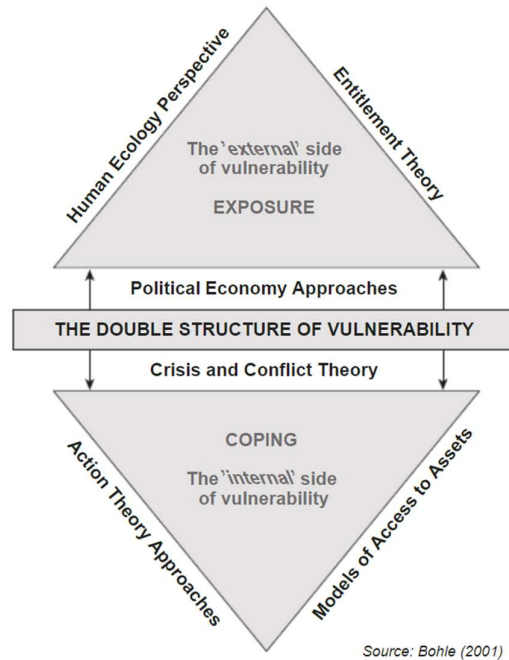 Human Ecology Perspective
Entitlement Theory
The 'external' side
of vulnerability
EXPOSURE
Political Economy Approaches
THE DOUBLE STRUCTURE OF VULNERABILITY
Crisis and Conflict Theory
COPING
The 'internal' side
of vulnerability
Action Theory Approaches
Models of Access to Assets
Source: Bohle (2001)